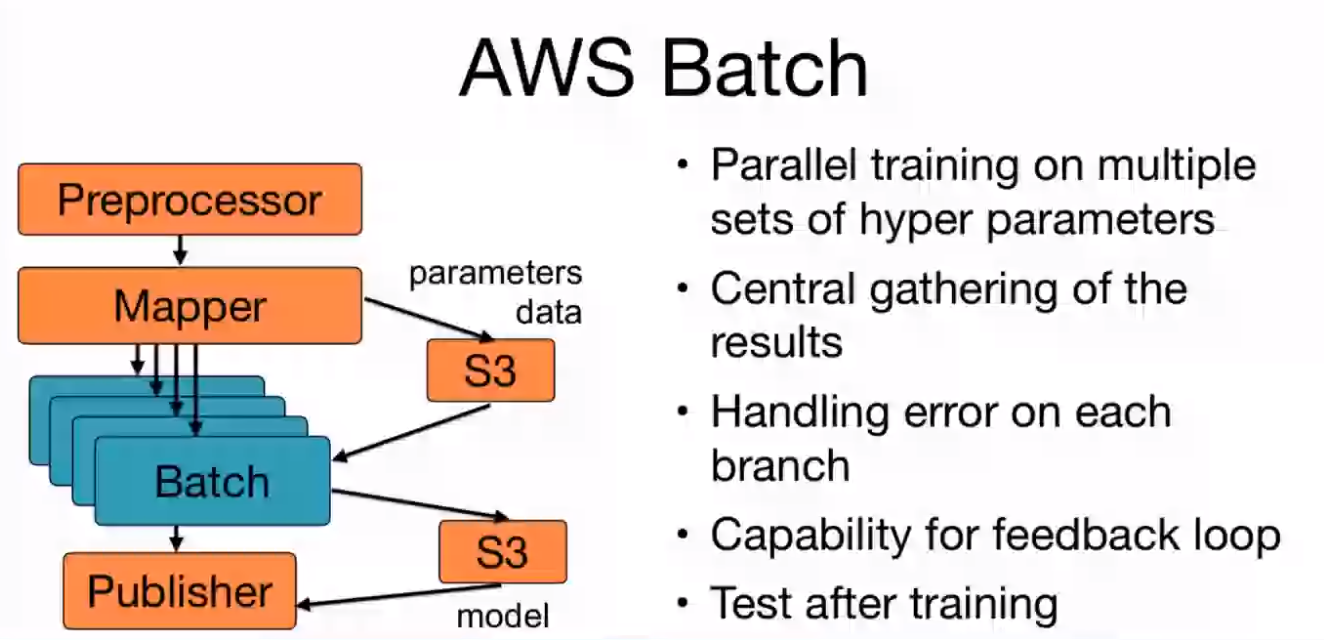 AWS Batch
Preprocessor
Mapper
parameters
data
S3
Batch
S3
Publisher
model
• Parallel training on multiple
sets of hyper parameters
• Central gathering of the
results
• Handling error on each
branch
• Capability for feedback loop
• Test after training